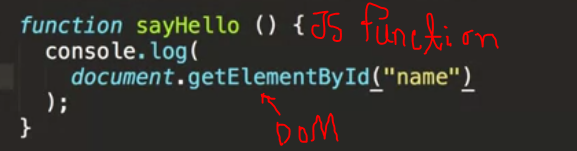 function sayHello () { JS function
console.log(
document.getElementById("name")
);
}
DOM